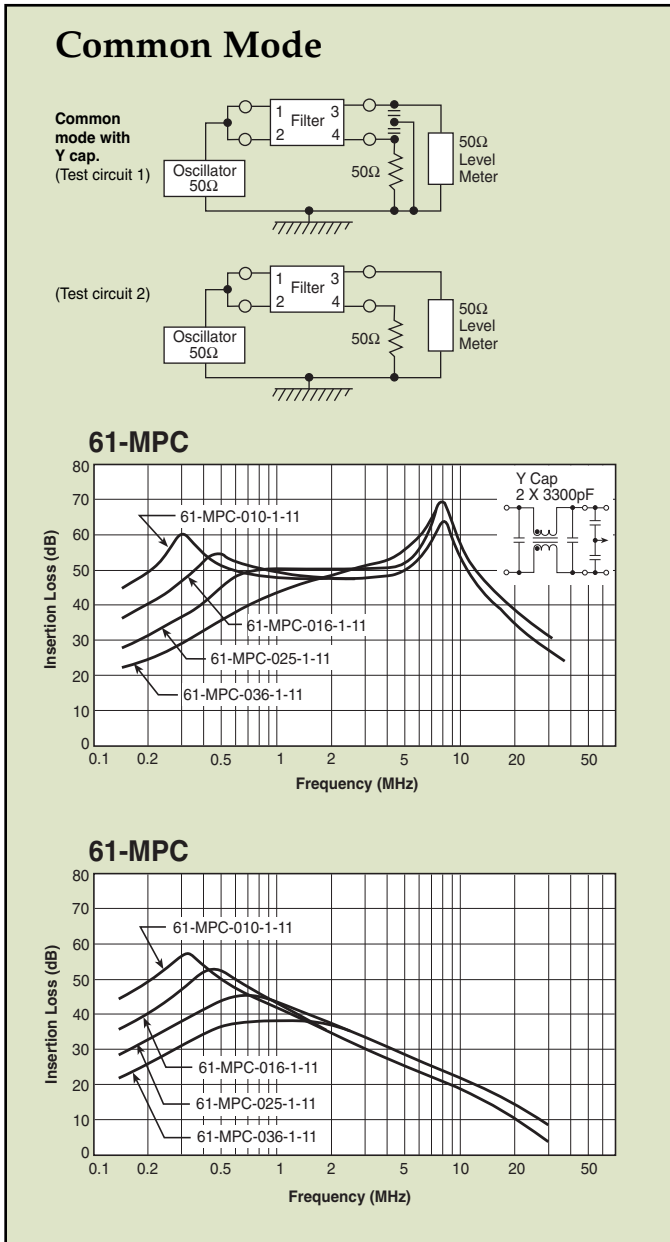 Common Mode
Common
mode with
Y cap.
(Test circuit 1)
1 3
Filter
2 4
Oscillator
50Ω
50Ω
50Ω
Level
Meter
(Test circuit 2)
1 3
Filter
2 4
Oscillator
50Ω
50Ω
50Ω
Level
Meter
61-MPC
80
70
60
50
40
30
20
10
0
Insertion Loss (dB)
61-MPC-010-1-11
61-MPC-016-1-11
61-MPC-025-1-11
61-MPC-036-1-11
Y Cap
2 X 3300pF
0.1 0.2 0.5 1 2 5 10 20 50
Frequency (MHz)
61-MPC
80
70
60
50
40
30
20
10
0
Insertion Loss (dB)
61-MPC-010-1-11
61-MPC-016-1-11
61-MPC-025-1-11
61-MPC-036-1-11
0.1 0.2 0.5 1 2 5 10 20 50
Frequency (MHz)